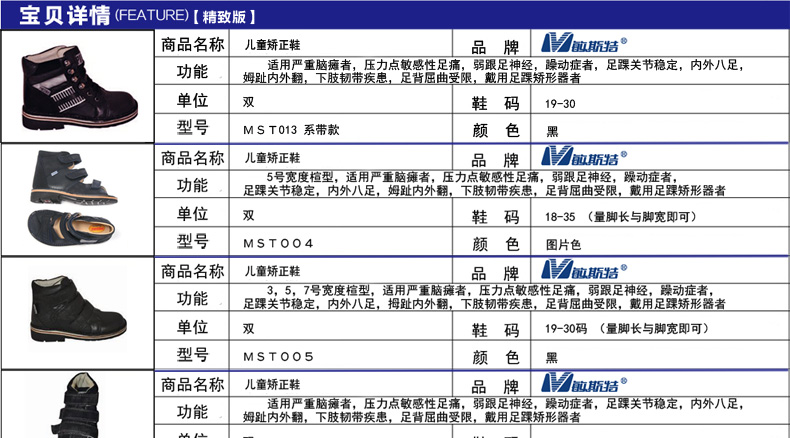 宝贝详情(FEATURE)【精致版】
商品名称 儿童矫正鞋 品牌 敏斯特®
功能 适用严重脑瘫者，压力点敏感性足痛，弱跟足神经，躁动症者，足踝关节稳定，内外八足，
姆趾内外翻，下肢韧带疾患，足背屈曲受限，戴用足踝矫形器者
单位 双 鞋码 19-30
型号 MST013 系带款 颜色 黑
商品名称 儿童矫正鞋 品牌 敏斯特®
功能 5号宽度楦型，适用严重脑瘫者，压力点敏感性足痛，弱跟足神经，躁动症者，
足踝关节稳定，内外八足，姆趾内外翻，下肢韧带疾患，足背屈曲受限，戴用足踝矫形器者
单位 双 鞋码 18-35 （量脚长与脚宽即可）
型号 MST004 颜色 图片色
商品名称 儿童矫正鞋 品牌 敏斯特®
功能 3，5，7号宽度楦型，适用严重脑瘫者，压力点敏感性足痛，弱跟足神经，躁动症者，
足踝关节稳定，内外八足，拇趾内外翻，下肢韧带疾患，足背屈曲受限，戴用足踝矫形器者
单位 双 鞋码 19-30码 （量脚长与脚宽即可）
型号 MST005 颜色 黑
商品名称 儿童矫正鞋 品牌 敏斯特®
功能 适用严重脑瘫者，压力点敏感性足痛，弱跟足神经，躁动症者，足踝关节稳定，内外八足，
姆趾内外翻，下肢韧带疾患，足背屈曲受限，戴用足踝矫形器者